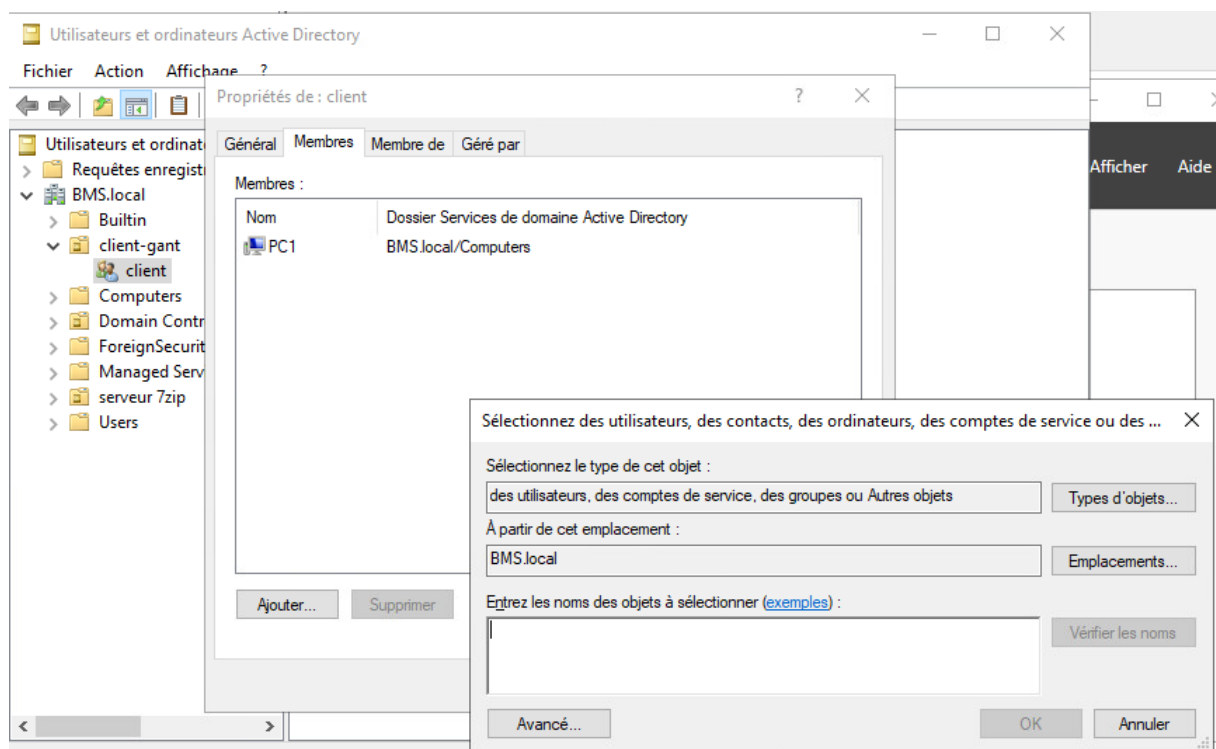 Utilisateurs et ordinateurs Active Directory
Fichier Action Affichage ?
Propriétés de : client
?
Utilisateurs et ordinat
Requêtes enregist
BMS.local
Builtin
client-gant
client
Computers
Domain Contr
ForeignSecurit
Managed Serv
serveur 7zip
Users
Général Membres Membre de Géré par
Membres :
Nom Dossier Services de domaine Active Directory
PC1 BMS.local/Computers
Ajouter... Supprimer
Afficher Aide
Sélectionnez des utilisateurs, des contacts, des ordinateurs, des comptes de service ou des ...
Sélectionnez le type de cet objet :
des utilisateurs, des comptes de service, des groupes ou Autres objets Types d'objets...
À partir de cet emplacement :
BMS.local Emplacements...
Entrez les noms des objets à sélectionner (exemples) :
Vérifier les noms
Avancé... OK Annuler